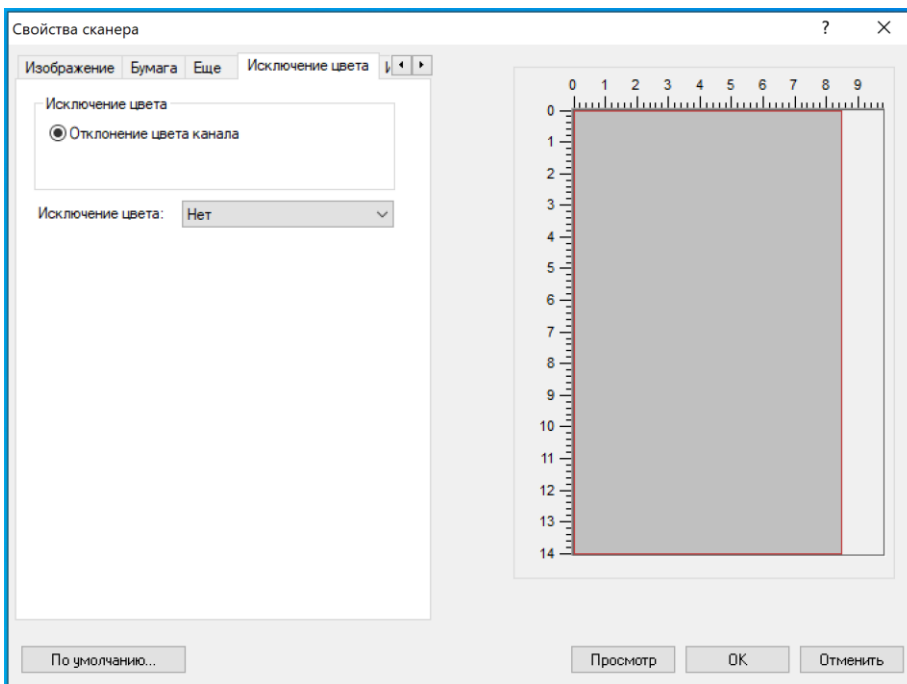 Свойства сканера ? ×
Изображение Бумага Еще Исключение цвета
Исключение цвета
Отклонение цвета канала
Исключение цвета: Нет
0 1 2 3 4 5 6 7 8 9
0
1
2
3
4
5
6
7
8
9
10
11
12
13
14
По умолчанию... Просмотр OK Отменить